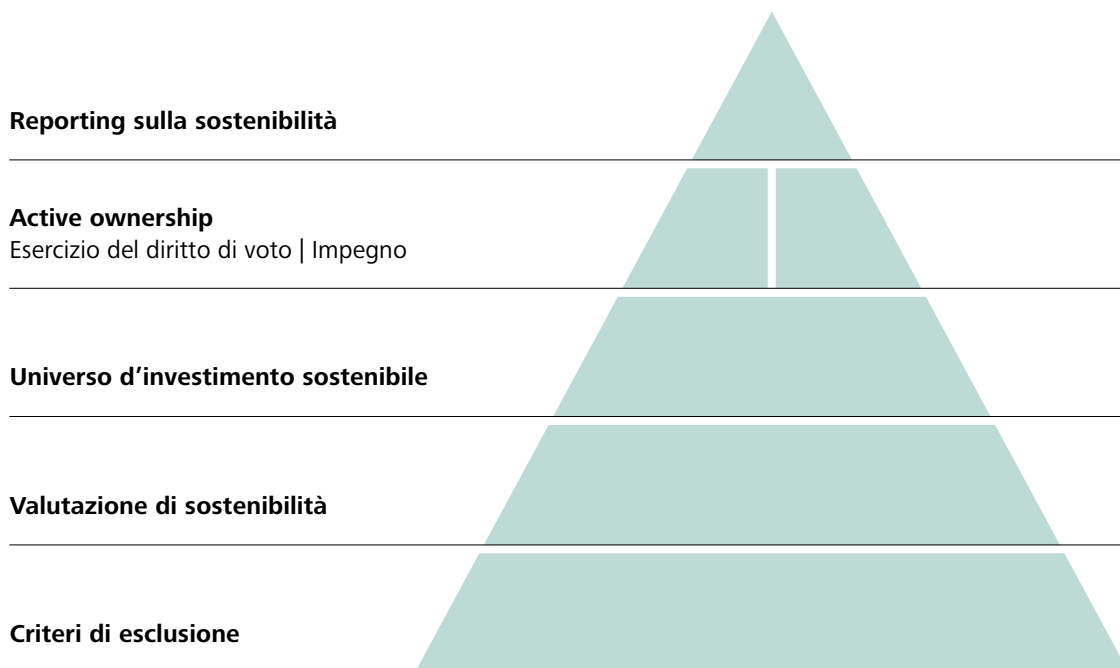 Reporting sulla sostenibilità
Active ownership
Esercizio del diritto di voto | Impegno
Universo d’investimento sostenibile
Valutazione di sostenibilità
Criteri di esclusione